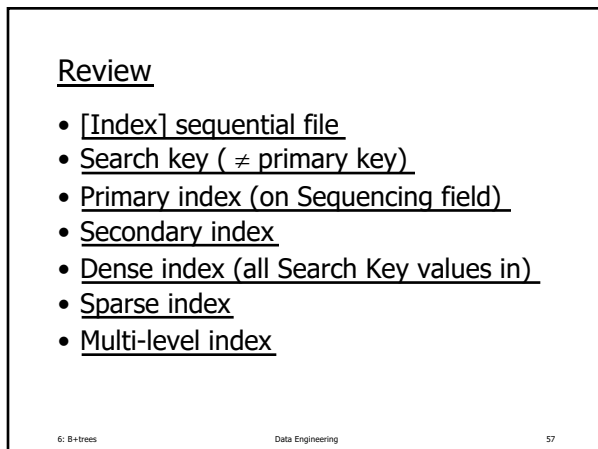 Review
• [Index] sequential file
• Search key ( ≠ primary key)
• Primary index (on Sequencing field)
• Secondary index
• Dense index (all Search Key values in)
• Sparse index
• Multi-level index
6: B+trees Data Engineering 57